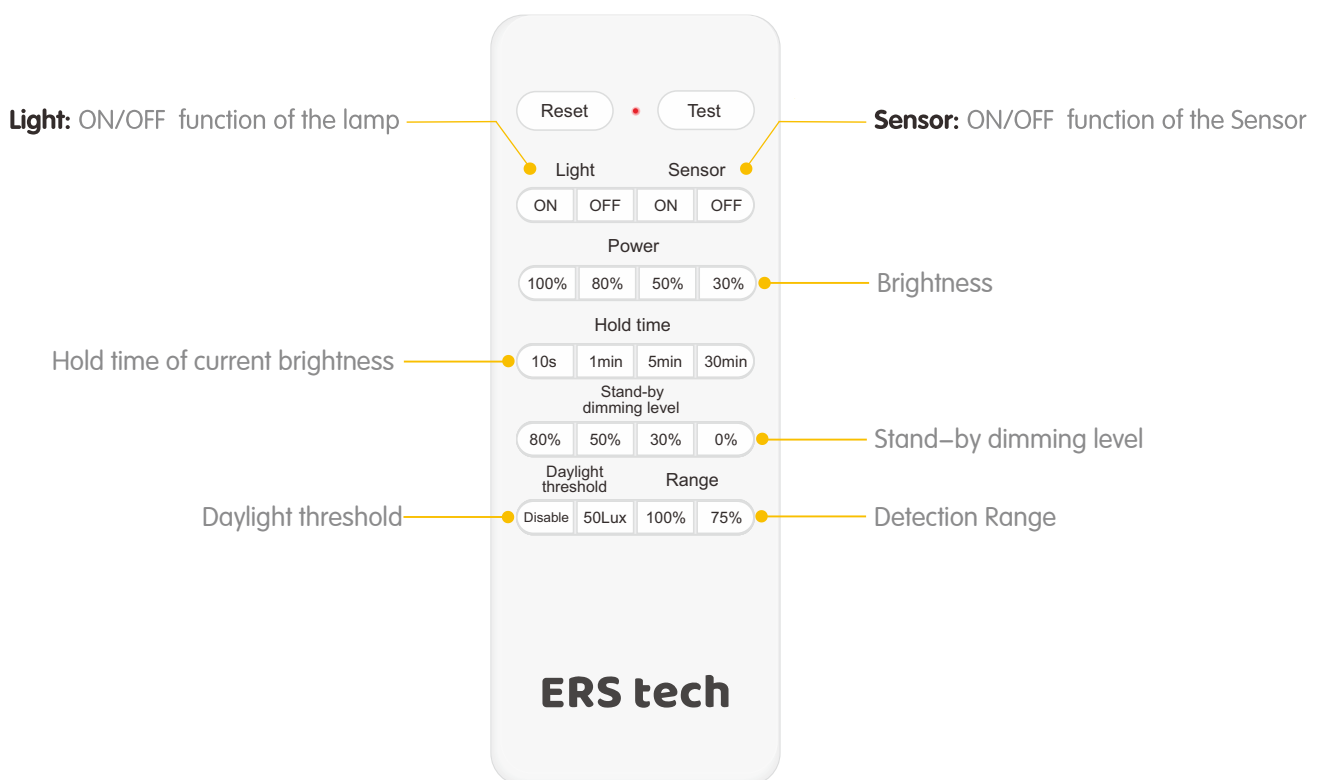 Reset Test
Light: ON/OFF function of the lamp
Sensor: ON/OFF function of the Sensor
Light Sensor
ON OFF ON OFF
Power
100% 80% 50% 30%
Brightness
Hold time
Hold time of current brightness
10s 1min 5min 30min
Stand-by
dimming level
80% 50% 30% 0%
Stand-by dimming level
Daylight
threshold
Range
Daylight threshold
Disable 50Lux 100% 75%
Detection Range
ERS tech